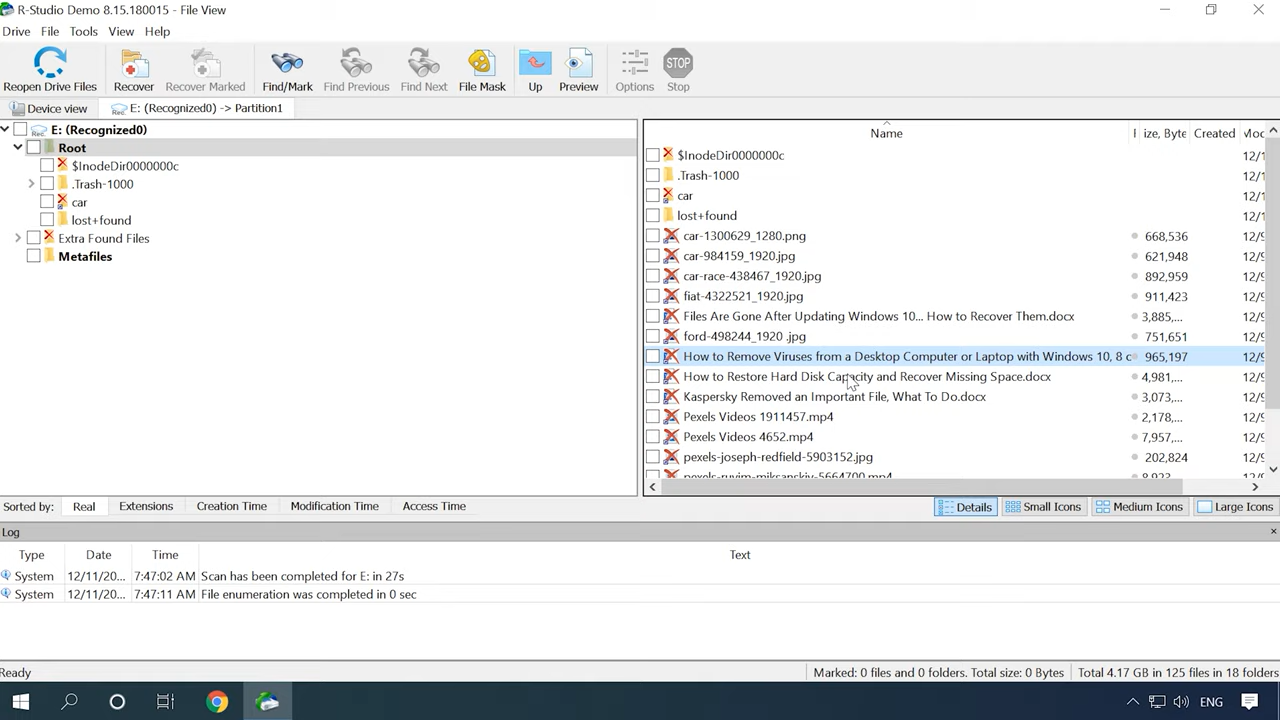 R-Studio Demo 8.15.180015 - File View
Drive File Tools View Help
Reopen Drive Files Recover Recover Marked Find/Mark Find Previous Find Next File Mask Up Preview Options STOP Stop
Device view Rec. E: (Recognized0) -> Partition1
Rec. E: (Recognized0)
Root
$InodeDir0000000c
.Trash-1000
car
lost+found
Extra Found Files
Metafiles
Name size, Byte Created
$InodeDir0000000c 12/1
.Trash-1000 12/1
car 12/1
lost+found 12/1
car-1300629_1280.png 668,536 12/9
car-984159_1920.jpg 621,948 12/9
car-race-438467_1920.jpg 892,959 12/9
fiat-4322521_1920.jpg 911,423 12/9
Files Are Gone After Updating Windows 10... How to Recover Them.docx 3,885,... 12/9
ford-498244_1920 .jpg 751,651 12/9
How to Remove Viruses from a Desktop Computer or Laptop with Windows 10, 8 o 965,197 12/9
How to Restore Hard Disk Capacity and Recover Missing Space.docx 4,981,... 12/9
Kaspersky Removed an Important File, What To Do.docx 3,073,... 12/9
Pexels Videos 1911457.mp4 2,178,... 12/9
Pexels Videos 4652.mp4 7,957,... 12/9
pexels-joseph-redfield-5903152.jpg 202,824 12/9
pexels-ruvim-miksanskiy-5664700.mp4 8,923
Sorted by: Real Extensions Creation Time Modification Time Access Time Details Small Icons Medium Icons Large Icons
Log
Type Date Time Text
System 12/11/20... 7:47:02 AM Scan has been completed for E: in 27s
System 12/11/20... 7:47:11 AM File enumeration was completed in 0 sec
Ready Marked: 0 files and 0 folders. Total size: 0 Bytes Total 4.17 GB in 125 files in 18 folders
ENG